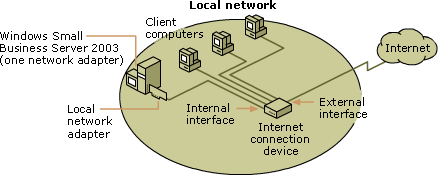 Local network
Client
computers
Windows Small
Business Server 2003
(one network adapter)
Internet
Local
network
adapter
Internal
interface
External
interface
Internet
connection
device